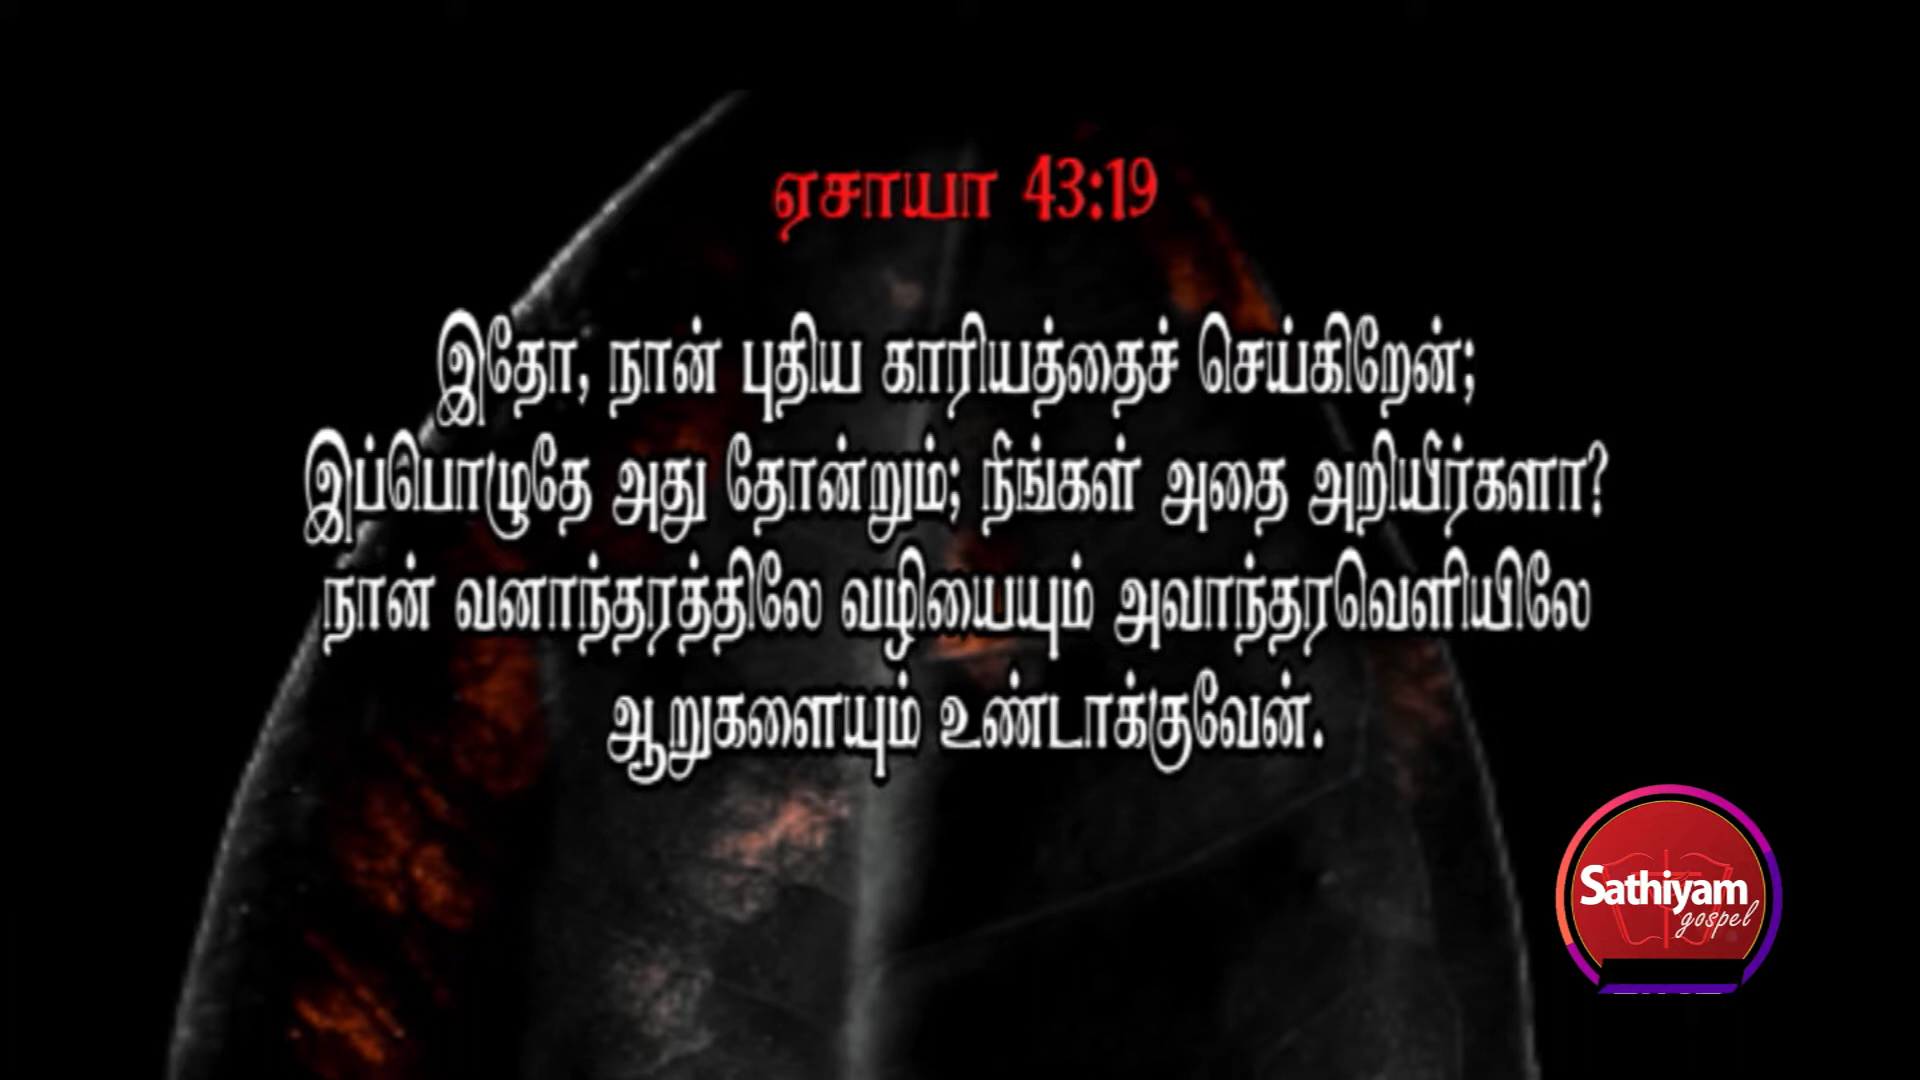 ஏசாயா 43:19
இதோ, நான் புதிய காரியத்தைச் செய்கிறேன்;
இப்பொழுதே அது தோன்றும்; நீங்கள் அதை அறியீர்களா?
நான் வனாந்தரத்திலே வழியையும் அவாந்தரவெளியிலே
ஆறுகளையும் உண்டாக்குவேன்.
Sathiyam
gospel